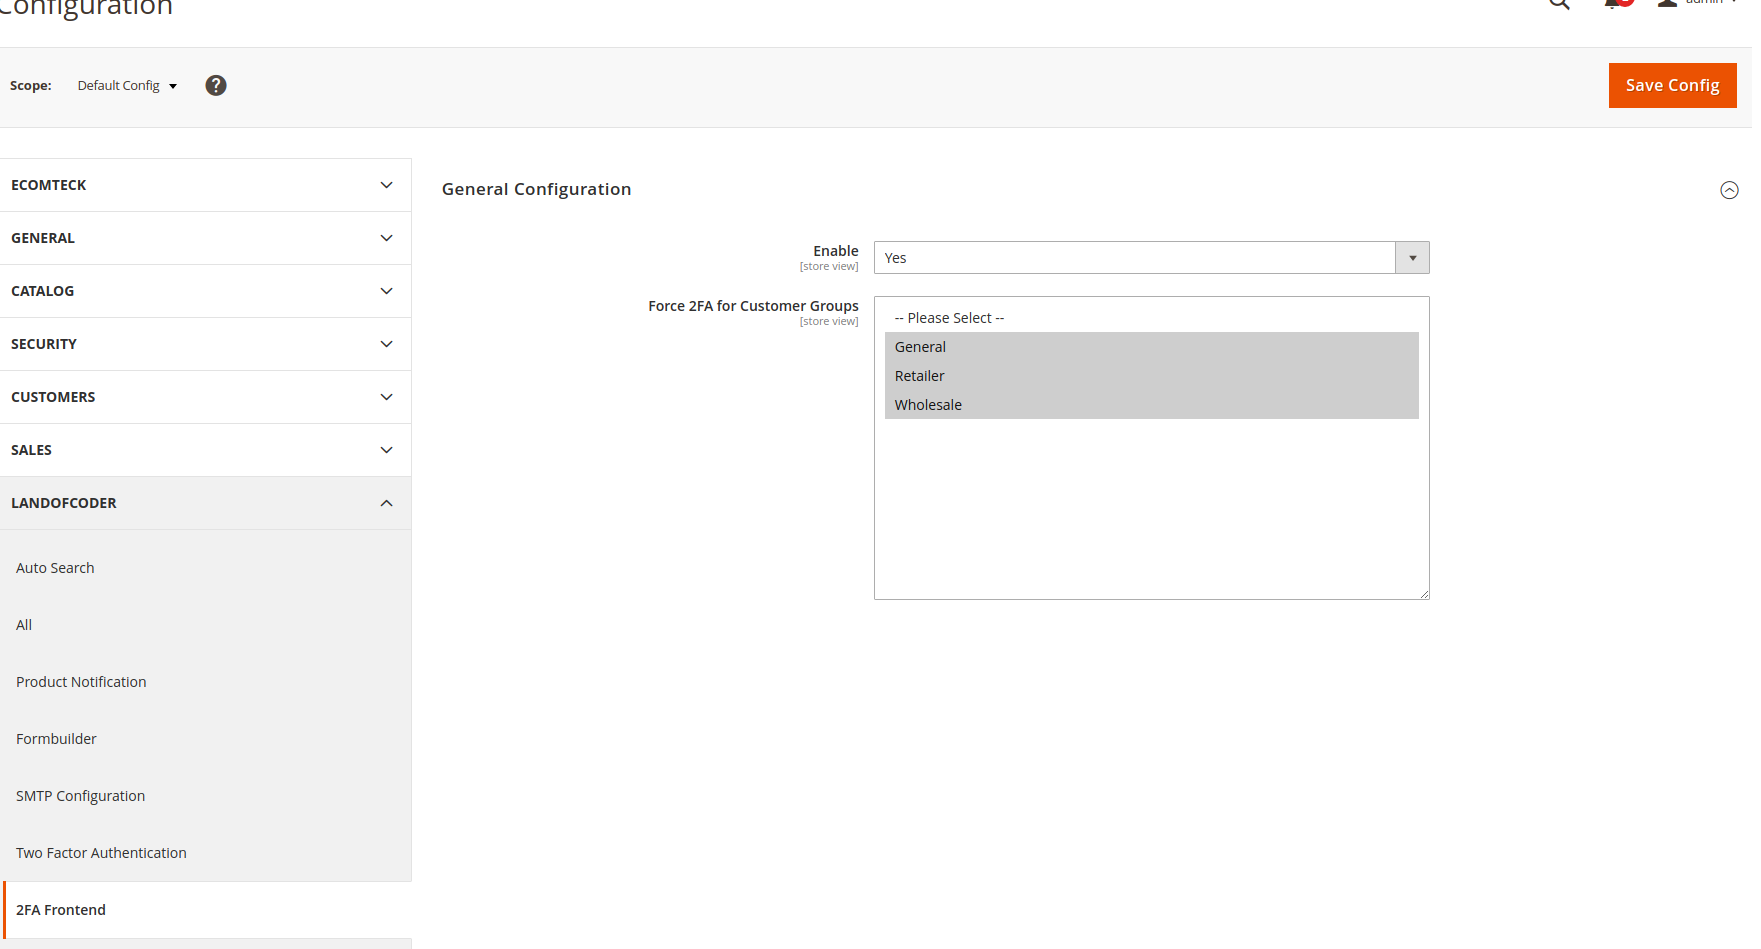 Configuration
admin
Scope:
Default Config
?
Save Config
ECOMTECK
GENERAL
CATALOG
SECURITY
CUSTOMERS
SALES
LANDOFCODER
Auto Search
All
Product Notification
Formbuilder
SMTP Configuration
Two Factor Authentication
2FA Frontend
General Configuration
Enable
[store view]
Yes
Force 2FA for Customer Groups
[store view]
-- Please Select --
General
Retailer
Wholesale